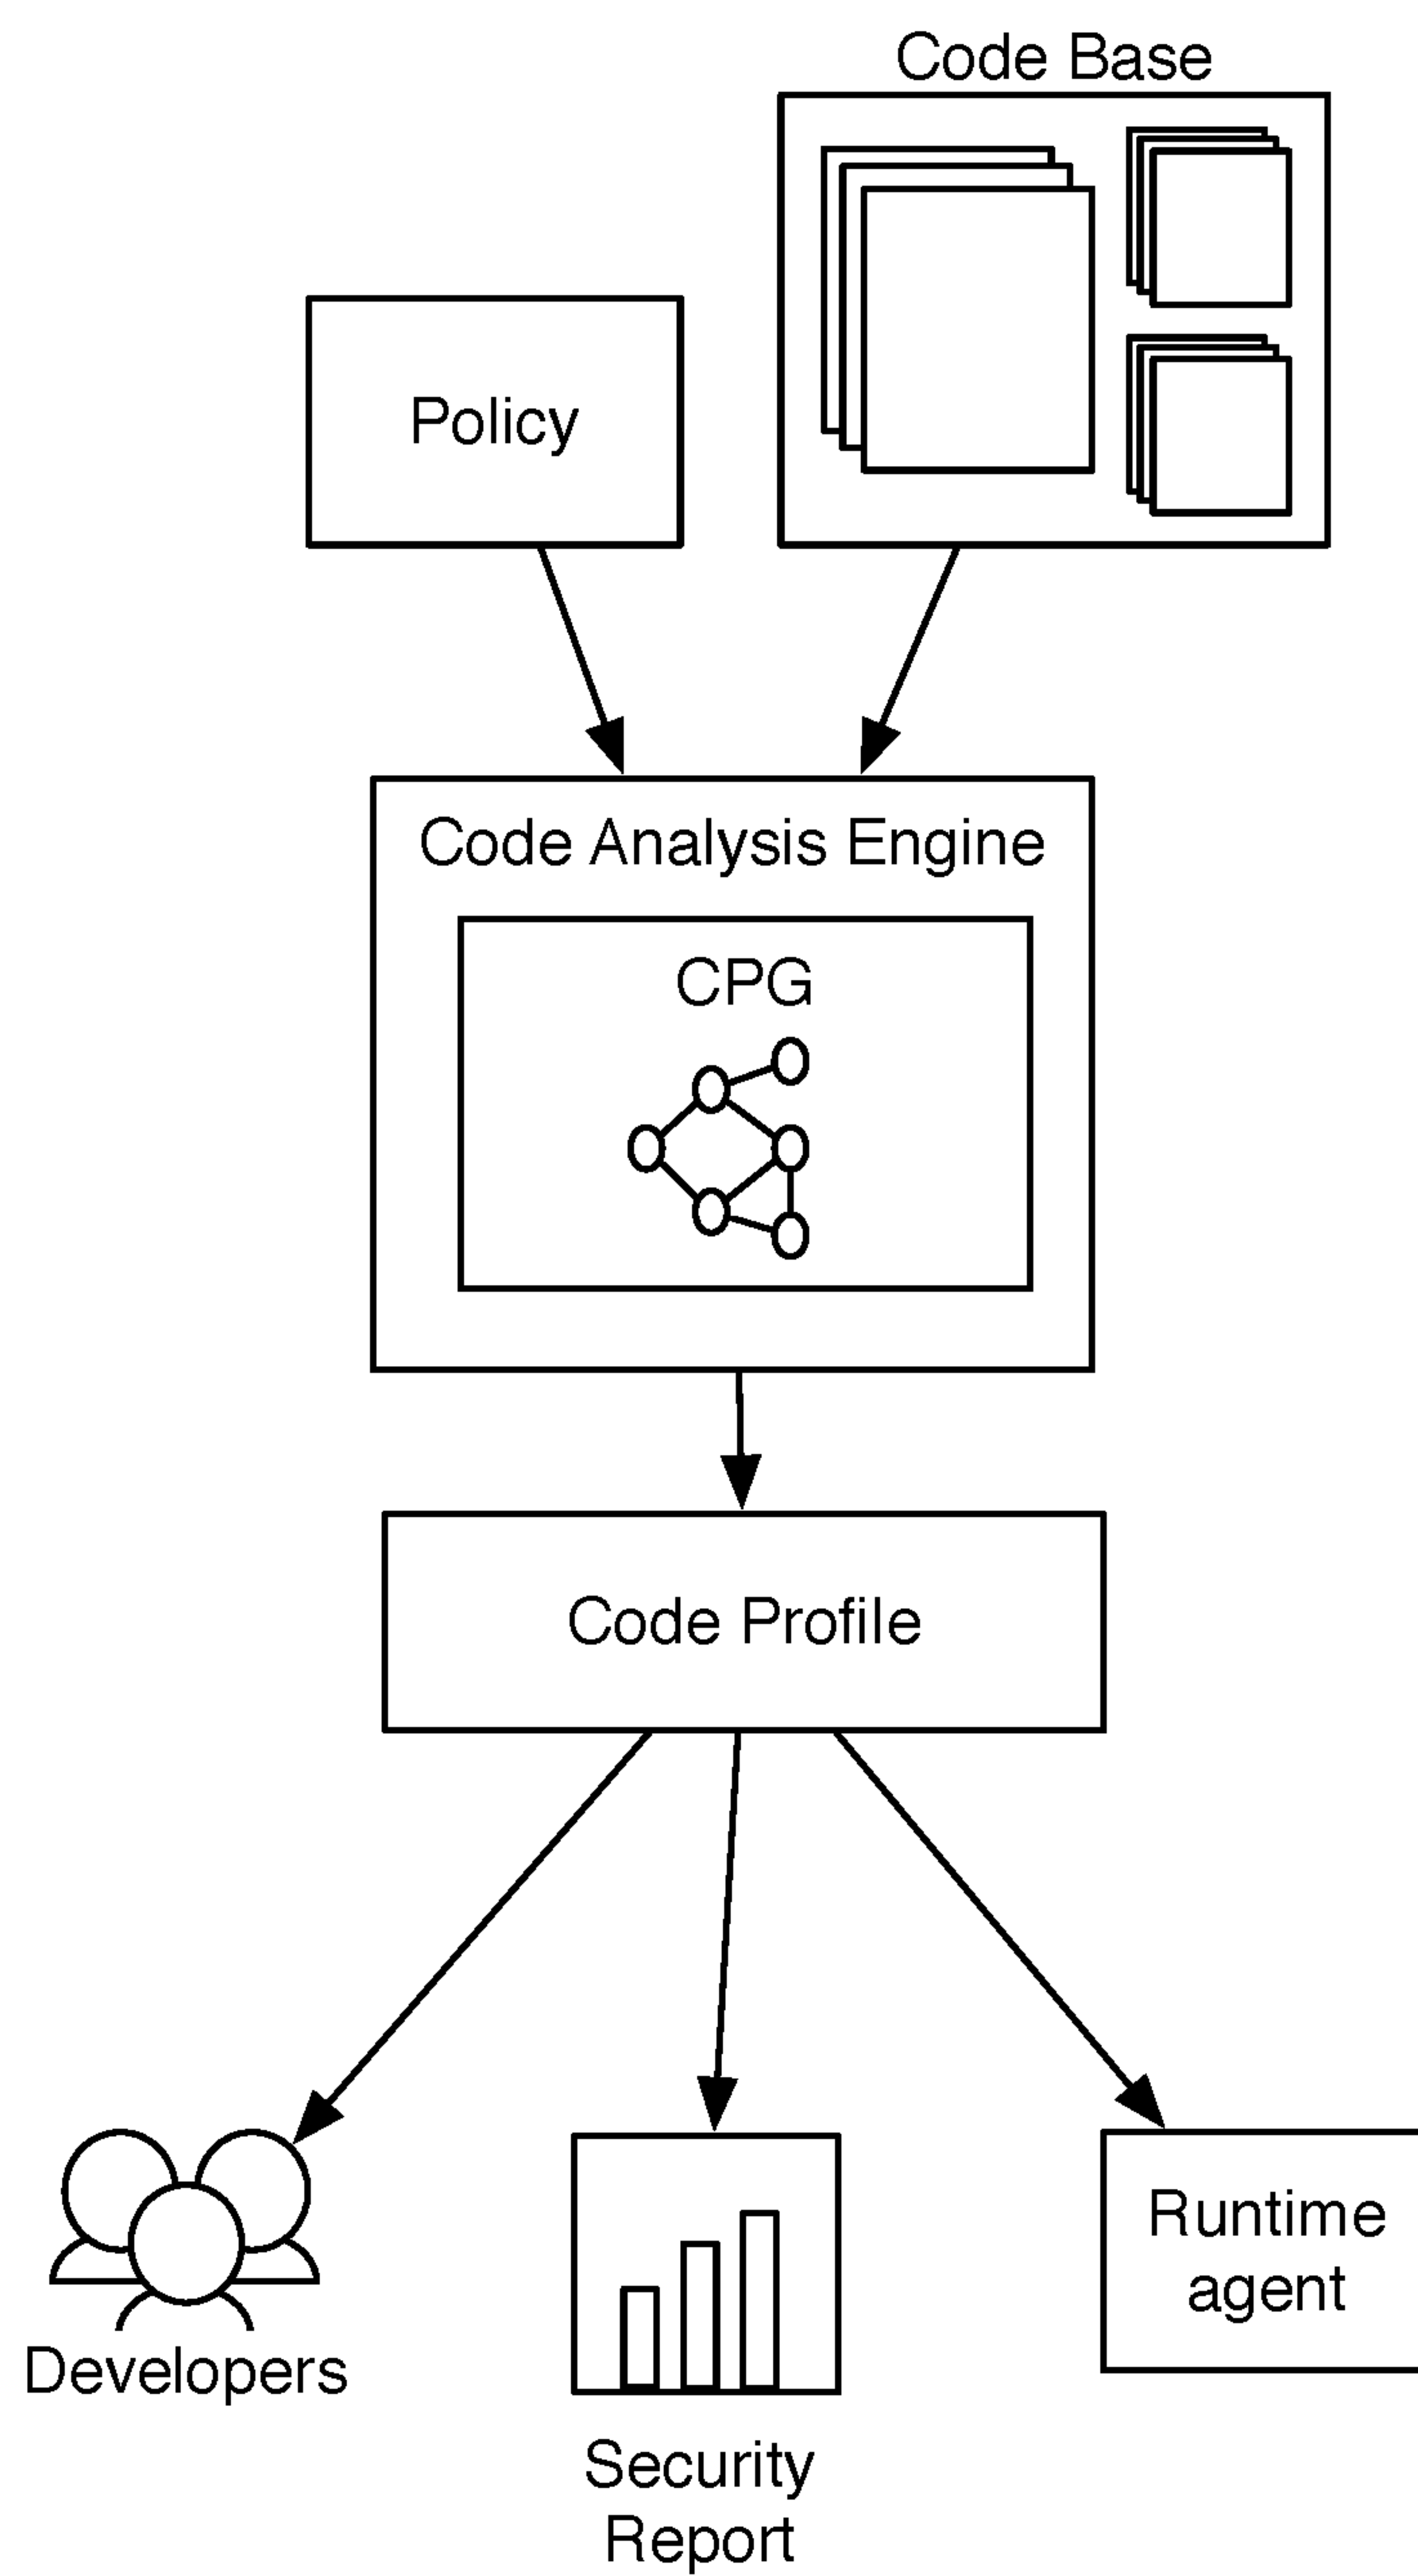 Code Base
Policy
Code Analysis Engine
CPG
Code Profile
Runtime
agent
Developers
Security
Report